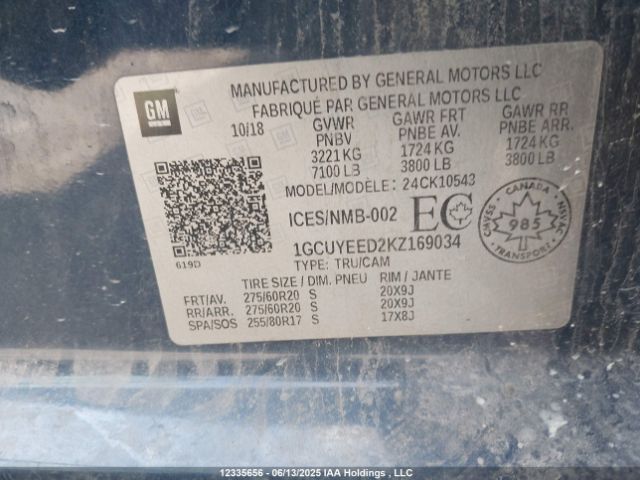 MANUFACTURED BY GENERAL MOTORS LLC
FABRIQUÉ PAR GENERAL MOTORS LLC
GM
10/18
GVWR GAWR FRT GAWR RR
PNBV PNBE AV. PNBE ARR.
3221 KG 1724 KG 1724 KG
7100 LB 3800 LB 3800 LB
MODEL/MODÈLE: 24CK10543
ICES/NMB-002 EC
CANADA
CMVSS 985 NSVAC
619D
1GCUYEED2KZ169034
TYPE: TRU/CAM
TIRE SIZE / DIM. PNEU RIM / JANTE
FRT/AV. 275/60R20 S 20X9J
RR/ARR. 275/60R20 S 20X9J
SPA/SOS 255/80R17 S 17X8J
12335656 - 06/13/2025 IAA Holdings , LLC